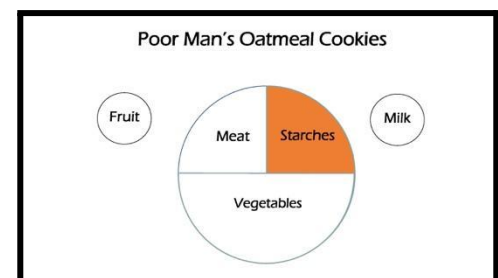 Poor Man's Oatmeal Cookies
Fruit
Milk
Meat
Starches
Vegetables